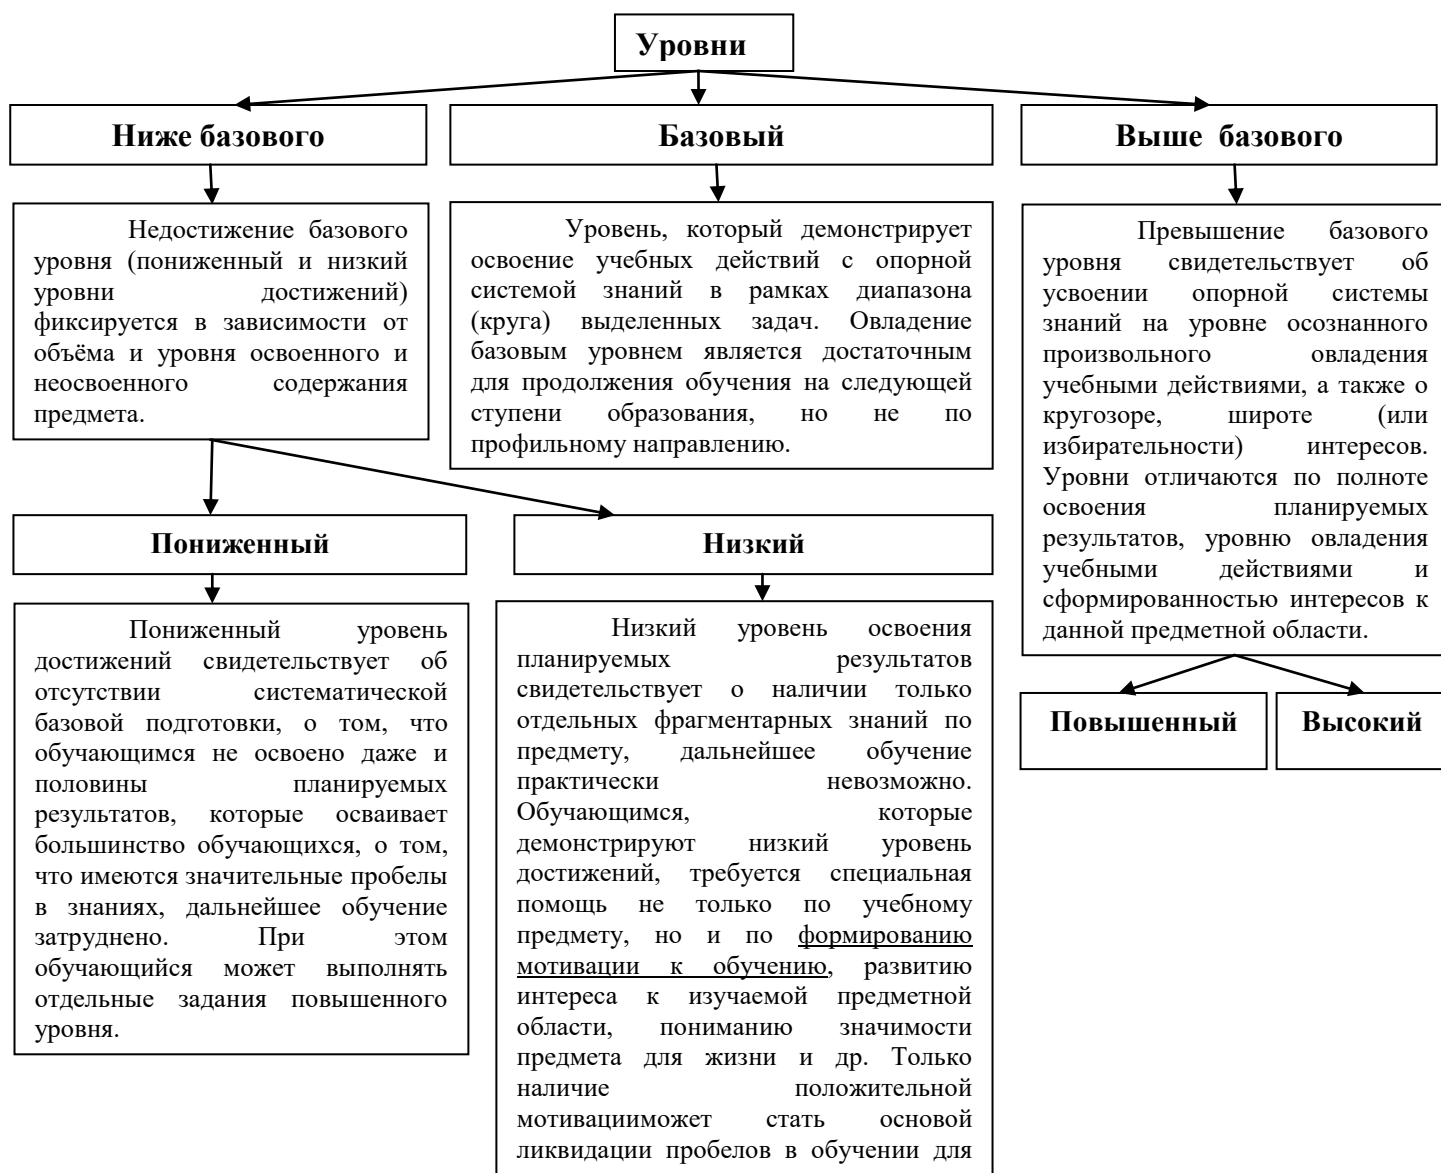 Уровни
Ниже базового
Базовый
Выше базового
Недостижение базового
уровня (пониженный и низкий
уровни достижений)
фиксируется в зависимости от
объёма и уровня освоенного и
неосвоенного содержания
предмета.
Уровень, который демонстрирует
освоение учебных действий с опорной
системой знаний в рамках диапазона
(круга) выделенных задач. Овладение
базовым уровнем является достаточным
для продолжения обучения на следующей
ступени образования, но не по
профильному направлению.
Превышение базового
уровня свидетельствует об
усвоении опорной системы
знаний на уровне осознанного
произвольного овладения
учебными действиями, а также о
кругозоре, широте (или
избирательности) интересов.
Уровни отличаются по полноте
освоения планируемых
результатов, уровню овладения
учебными действиями и
сформированностью интересов к
данной предметной области.
Пониженный
Низкий
Повышенный
Высокий
Пониженный уровень
достижений свидетельствует об
отсутствии систематической
базовой подготовки, о том, что
обучающимся не освоено даже и
половины планируемых
результатов, которые осваивает
большинство обучающихся, о том,
что имеются значительные пробелы
в знаниях, дальнейшее обучение
затруднено. При этом
обучающийся может выполнять
отдельные задания повышенного
уровня.
Низкий уровень освоения
планируемых результатов
свидетельствует о наличии только
отдельных фрагментарных знаний по
предмету, дальнейшее обучение
практически невозможно.
Обучающимся, которые
демонстрируют низкий уровень
достижений, требуется специальная
помощь не только по учебному
предмету, но и по формированию
мотивации к обучению, развитию
интереса к изучаемой предметной
области, пониманию значимости
предмета для жизни и др. Только
наличие положительной
мотивацииможет стать основой
ликвидации пробелов в обучении для